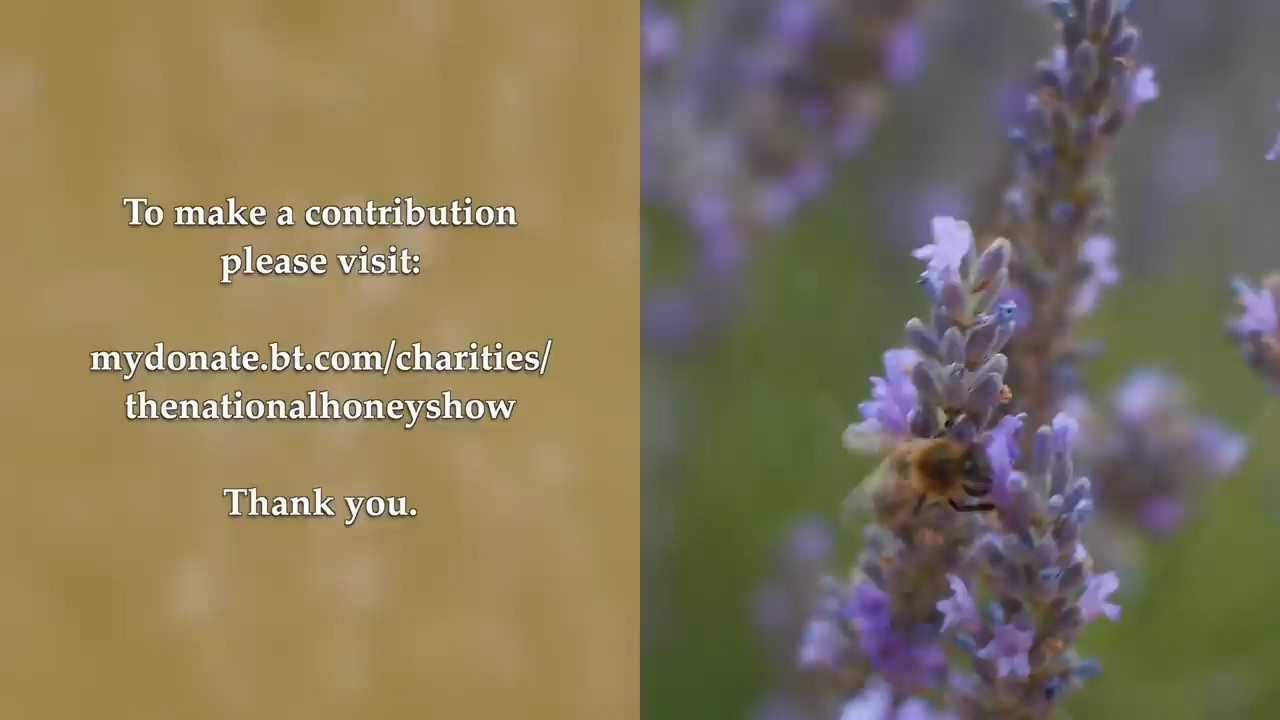 To make a contribution
please visit:
mydonate.bt.com/charities/
thenationalhoneyshow
Thank you.